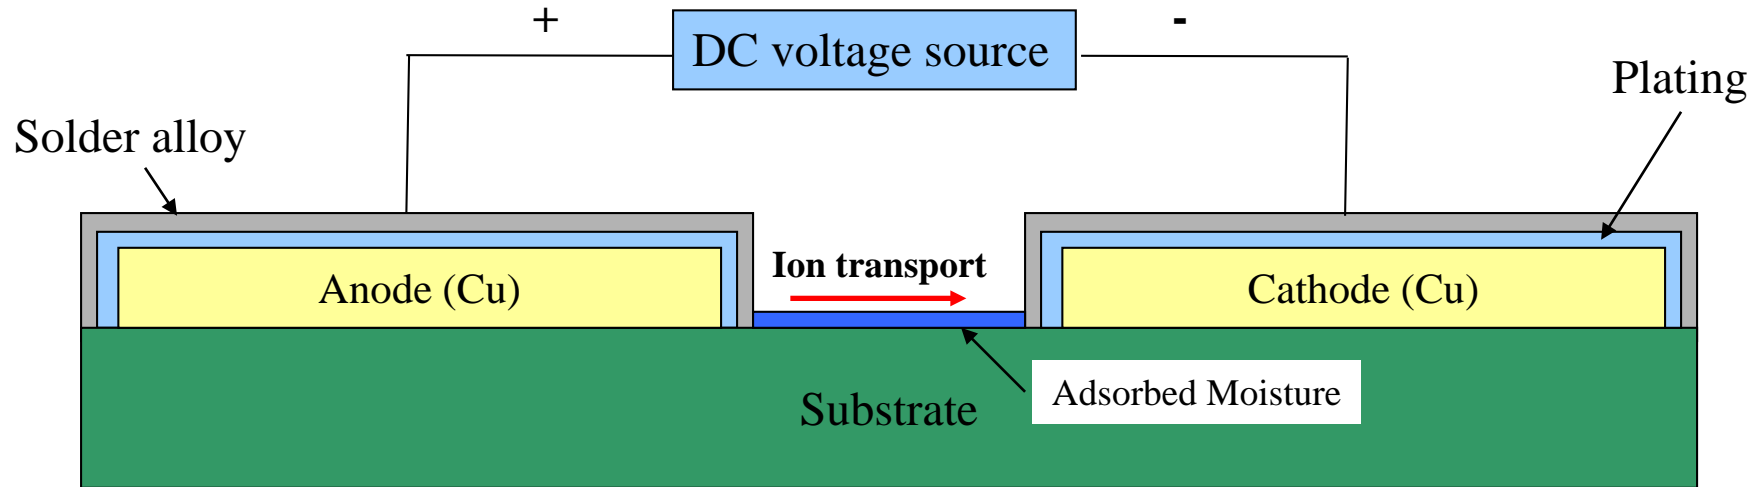 +
DC voltage source
-
Plating
Solder alloy
Ion transport
Anode (Cu)
Cathode (Cu)
Adsorbed Moisture
Substrate